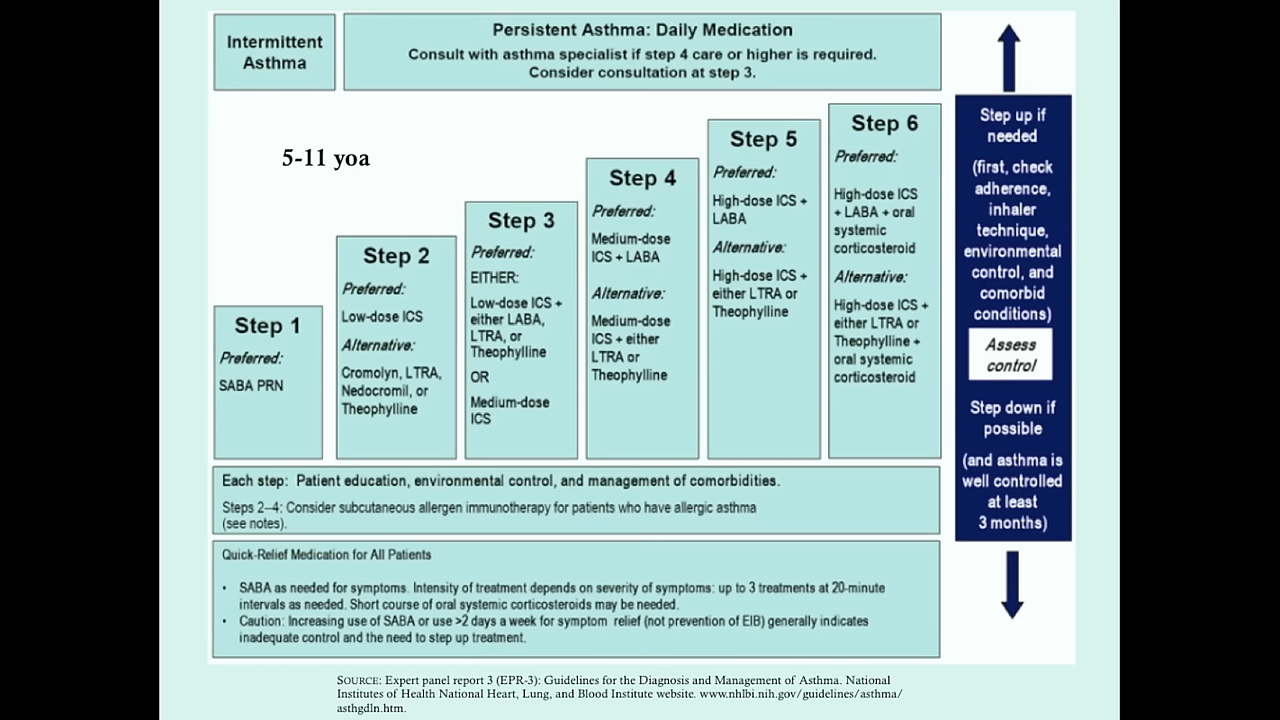 Intermittent
Asthma
Persistent Asthma: Daily Medication
Consult with asthma specialist if step 4 care or higher is required.
Consider consultation at step 3.
5-11 yoa
Step 1
Preferred:
SABA PRN
Step 2
Preferred:
Low-dose ICS
Alternative:
Cromolyn, LTRA,
Nedocromil, or
Theophylline
Step 3
Preferred:
EITHER:
Low-dose ICS +
either LABA,
LTRA, or
Theophylline
OR
Medium-dose
ICS
Step 4
Preferred:
Medium-dose
ICS + LABA
Alternative:
Medium-dose
ICS + either
LTRA or
Theophylline
Step 5
Preferred:
High-dose ICS +
LABA
Alternative:
High-dose ICS +
either LTRA or
Theophylline
Step 6
Preferred:
High-dose ICS
+ LABA + oral
systemic
corticosteroid
Alternative:
High-dose ICS +
either LTRA or
Theophylline +
oral systemic
corticosteroid
Step up if
needed
(first, check
adherence,
inhaler
technique,
environmental
control, and
comorbid
conditions)
Assess
control
Step down if
possible
(and asthma is
well controlled
at least
3 months)
Each step: Patient education, environmental control, and management of comorbidities.
Steps 2–4: Consider subcutaneous allergen immunotherapy for patients who have allergic asthma
(see notes).
Quick-Relief Medication for All Patients
• SABA as needed for symptoms. Intensity of treatment depends on severity of symptoms: up to 3 treatments at 20-minute
intervals as needed. Short course of oral systemic corticosteroids may be needed.
• Caution: Increasing use of SABA or use >2 days a week for symptom relief (not prevention of EIB) generally indicates
inadequate control and the need to step up treatment.
SOURCE: Expert panel report 3 (EPR-3): Guidelines for the Diagnosis and Management of Asthma. National
Institutes of Health National Heart, Lung, and Blood Institute website. www.nhlbi.nih.gov/guidelines/asthma/
asthgdln.htm.